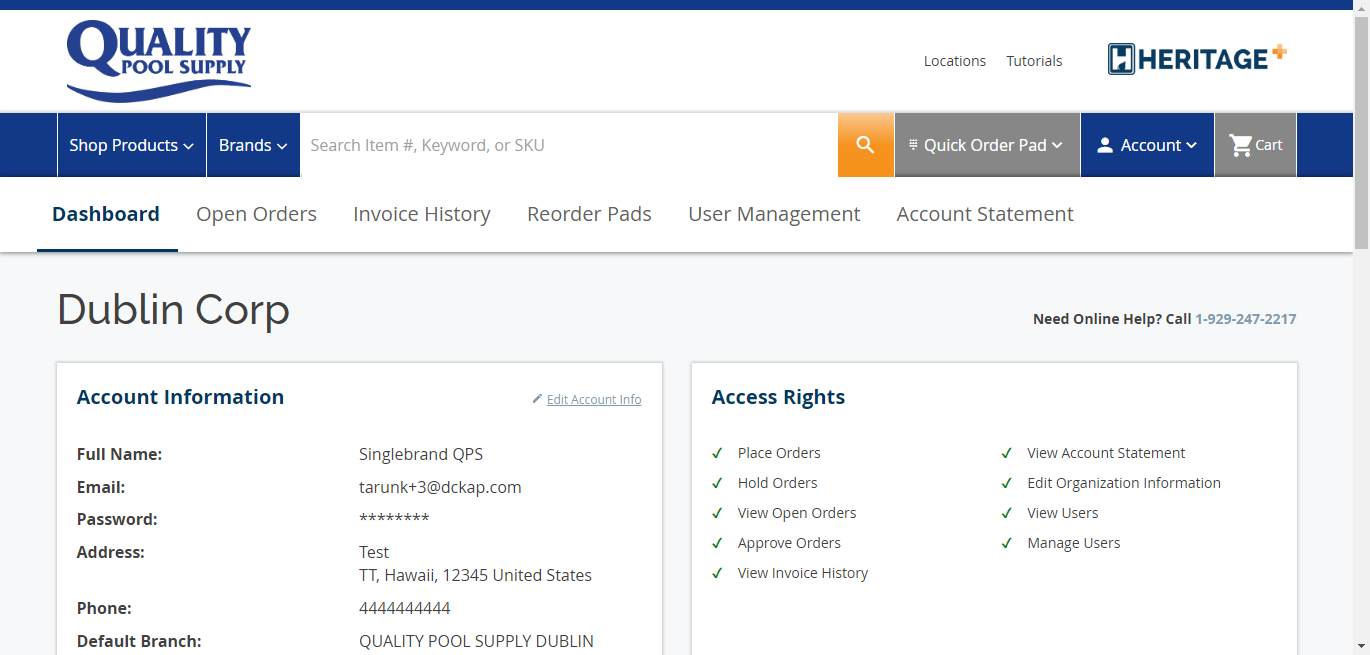 QUALITY
POOL SUPPLY
Locations Tutorials
HERITAGE+
Shop Products Brands Search Item #, Keyword, or SKU Quick Order Pad Account Cart
Dashboard Open Orders Invoice History Reorder Pads User Management Account Statement
Dublin Corp
Need Online Help? Call 1-929-247-2217
Account Information Edit Account Info
Full Name: Singlebrand QPS
Email: tarunk+3@dckap.com
Password: ********
Address: Test
TT, Hawaii, 12345 United States
Phone: 4444444444
Default Branch: QUALITY POOL SUPPLY DUBLIN
Access Rights
Place Orders
Hold Orders
View Open Orders
Approve Orders
View Invoice History
View Account Statement
Edit Organization Information
View Users
Manage Users